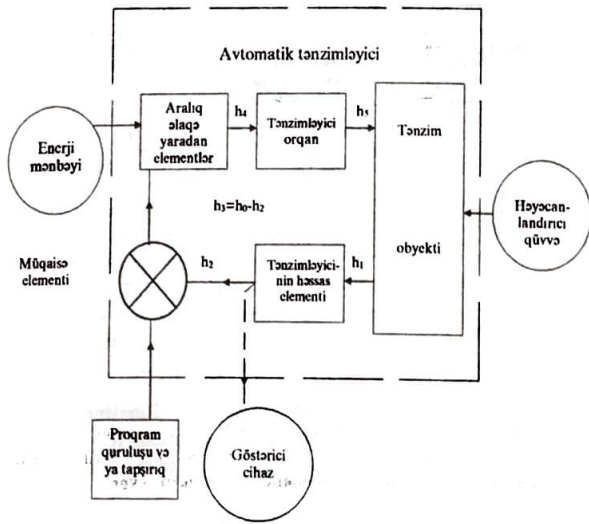 Avtomatik tənzimləyici
Enerji
mənbəyi
Aralıq
əlaqə
yaradan
elementlər
h₄
Tənzimləyici
orqan
h₅
Tənzim
obyekti
Həyəcan-
landırıcı
qüvvə
h₃=h₀-h₂
Müqaisə
elementi
h₂
Tənzimləyici-
nin həssas
elementi
h₁
Proqram
quruluşu və
ya tapşırıq
Göstərici
cihaz